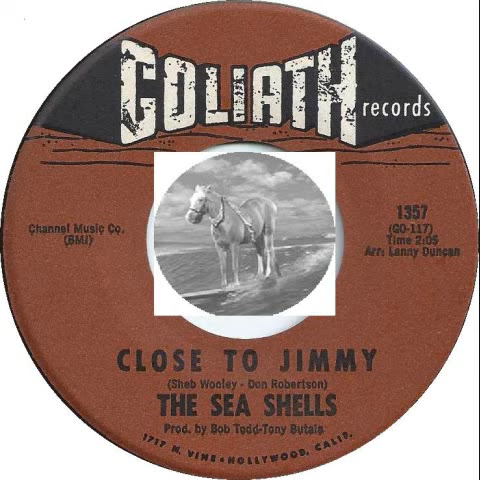 GOLIATH records
Channel Music Co.
(BMI)
1357
(GO-117)
Time 2:05
Arr: Lenny Duncan
CLOSE TO JIMMY
(Sheb Wooley - Don Robertson)
THE SEA SHELLS
Prod. by Bob Todd-Tony Butala
1717 N. VINE • HOLLYWOOD, CALIF.